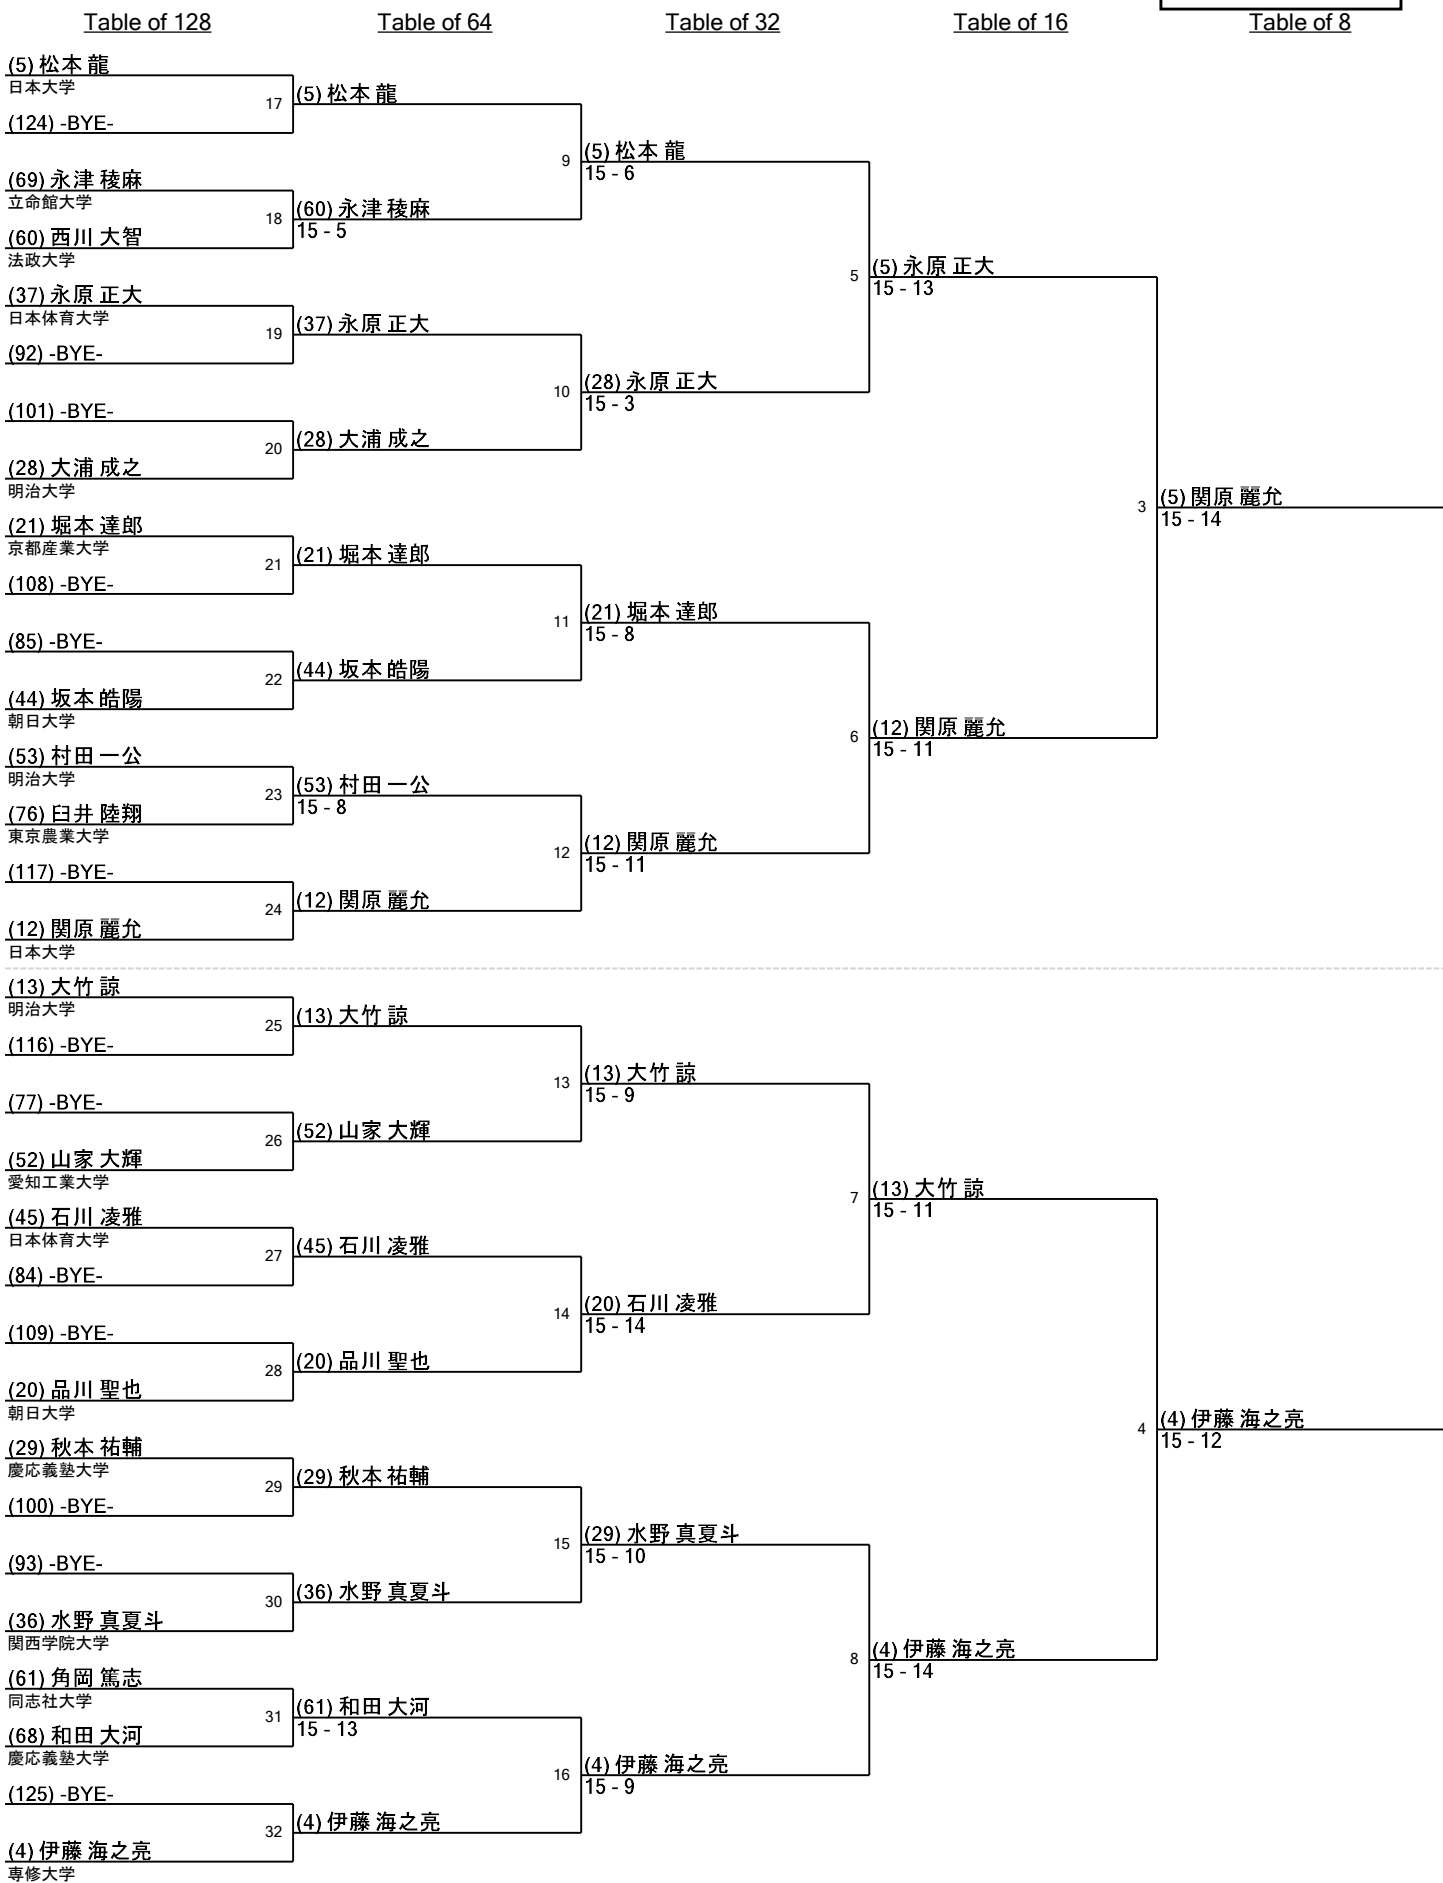 Table of 128 Table of 64 Table of 32 Table of 16 Table of 8
(5) 松本 龍
日本大学
17
(124) -BYE-
(69) 永津 稜麻
立命館大学
18
(60) 西川 大智
法政大学
(37) 永原 正大
日本体育大学
19
(92) -BYE-
(101) -BYE-
20
(28) 大浦 成之
明治大学
(21) 堀本 達郎
京都産業大学
21
(108) -BYE-
(85) -BYE-
22
(44) 坂本 皓陽
朝日大学
(53) 村田 一公
明治大学
23
(76) 臼井 陸翔
東京農業大学
(117) -BYE-
24
(12) 関原 麗允
日本大学
(13) 大竹 諒
明治大学
25
(116) -BYE-
(77) -BYE-
26
(52) 山家 大輝
愛知工業大学
(45) 石川 凌雅
日本体育大学
27
(84) -BYE-
(109) -BYE-
28
(20) 品川 聖也
朝日大学
(29) 秋本 祐輔
慶応義塾大学
29
(100) -BYE-
(93) -BYE-
30
(36) 水野 真夏斗
関西学院大学
(61) 角岡 篤志
同志社大学
31
(68) 和田 大河
慶応義塾大学
(125) -BYE-
32
(4) 伊藤 海之亮
専修大学
(5) 松本 龍
9
(60) 永津 稜麻
15 - 5
(37) 永原 正大
10
(28) 大浦 成之
(21) 堀本 達郎
11
(44) 坂本 皓陽
(53) 村田 一公
15 - 8
12
(12) 関原 麗允
(13) 大竹 諒
13
(52) 山家 大輝
(45) 石川 凌雅
14
(20) 品川 聖也
(29) 秋本 祐輔
15
(36) 水野 真夏斗
(61) 和田 大河
15 - 13
16
(4) 伊藤 海之亮
(5) 松本 龍
15 - 6
5
(28) 永原 正大
15 - 3
(21) 堀本 達郎
15 - 8
6
(12) 関原 麗允
15 - 11
(13) 大竹 諒
15 - 9
7
(20) 石川 凌雅
15 - 14
(29) 水野 真夏斗
15 - 10
8
(4) 伊藤 海之亮
15 - 9
(5) 永原 正大
15 - 13
3
(12) 関原 麗允
15 - 11
(13) 大竹 諒
15 - 11
4
(4) 伊藤 海之亮
15 - 14
(5) 関原 麗允
15 - 14
(4) 伊藤 海之亮
15 - 12